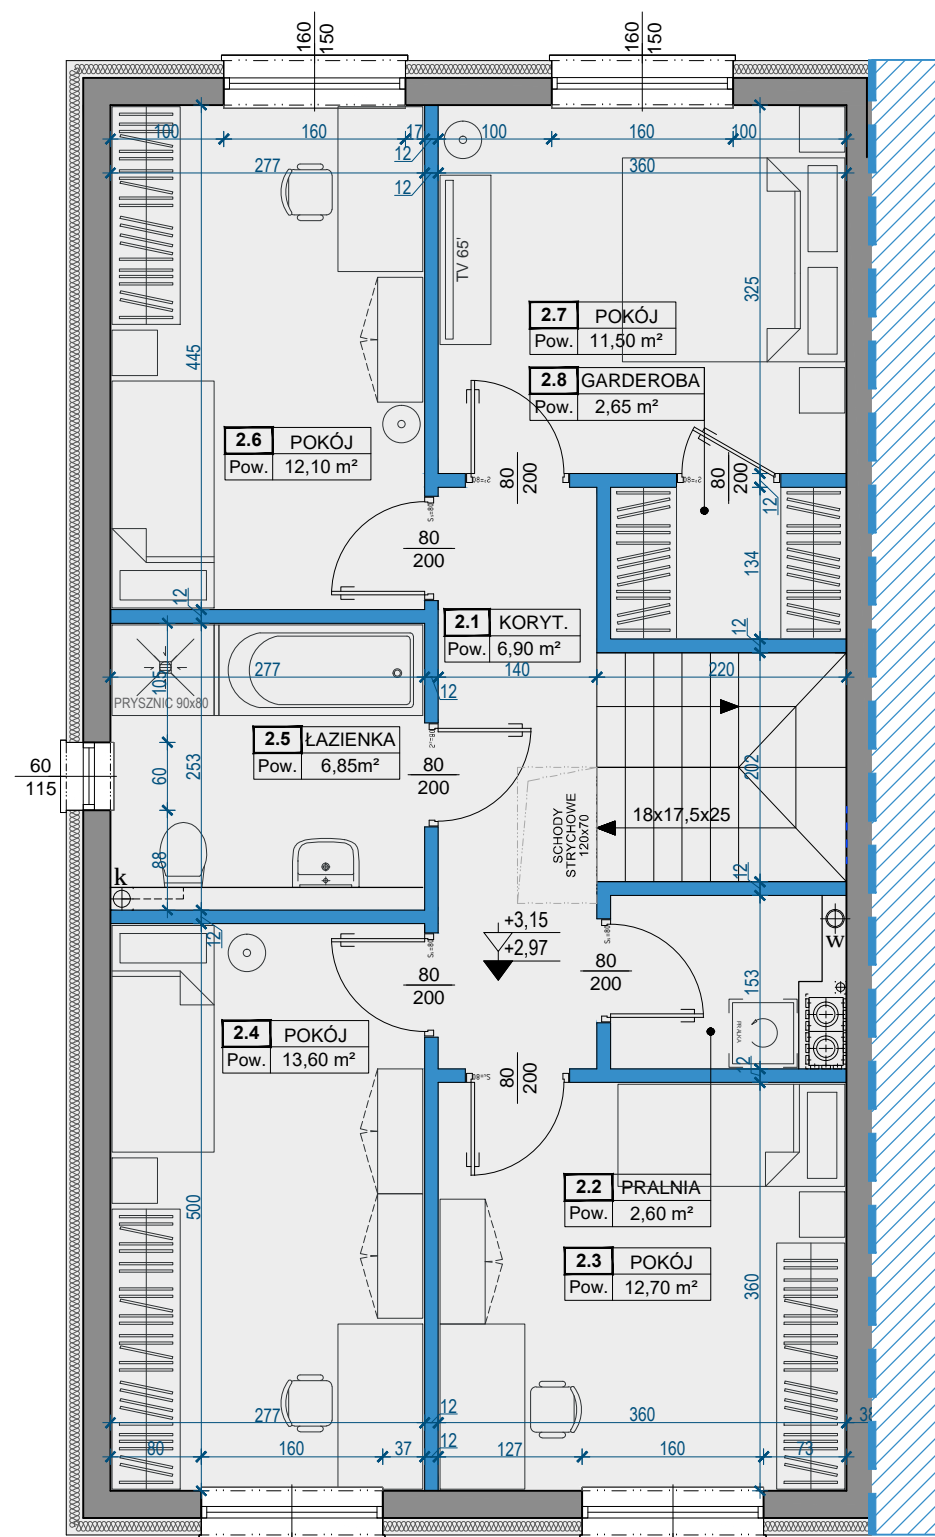 160
150
160
150
100
160
17
100
160
100
12
277
360
12
TV 65'
325
2.7 POKÓJ
Pow. 11,50 m²
445
2.8 GARDEROBA
Pow. 2,65 m²
2.6 POKÓJ
Pow. 12,10 m²
80
200
80
200
12
80
200
134
12
12
2.1 KORYT.
Pow. 6,90 m²
277
140
220
105
12
PRYSZNIC 90x80
2.5 ŁAZIENKA
Pow. 6,85m²
60
115
60
253
80
200
202
SCHODY
STRYCHOWE
120x70
18x17,5x25
88
12
k
+3,15
+2,97
w
12
80
200
80
200
153
PRALKA
2.4 POKÓJ
Pow. 13,60 m²
12
80
200
2.2 PRALNIA
Pow. 2,60 m²
500
2.3 POKÓJ
Pow. 12,70 m²
360
277
12
360
80
160
37
12
127
160
73